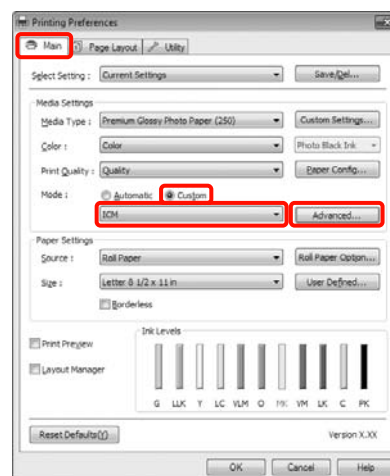 Printing Preferences
Main Page Layout Utility
Select Setting : Current Settings Save/Del...
Media Settings
Media Type : Premium Glossy Photo Paper (250) Custom Settings...
Color : Color Photo Black Ink
Print Quality : Quality Paper Config...
Mode : Automatic Custom
ICM Advanced...
Paper Settings
Source : Roll Paper Roll Paper Option...
Size : Letter 8 1/2 x 11 in User Defined...
Borderless
Ink Levels
Print Preview
Layout Manager
G LLK Y LC VLM O MK VM LK C PK
Reset Defaults(Y) Version X.XX
OK Cancel Help